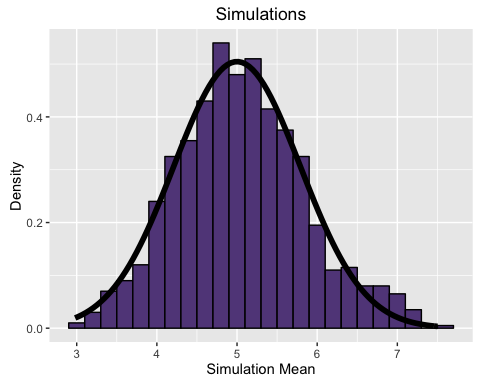 Simulations
Density
0.4
0.2
0.0
3 4 5 6 7
Simulation Mean